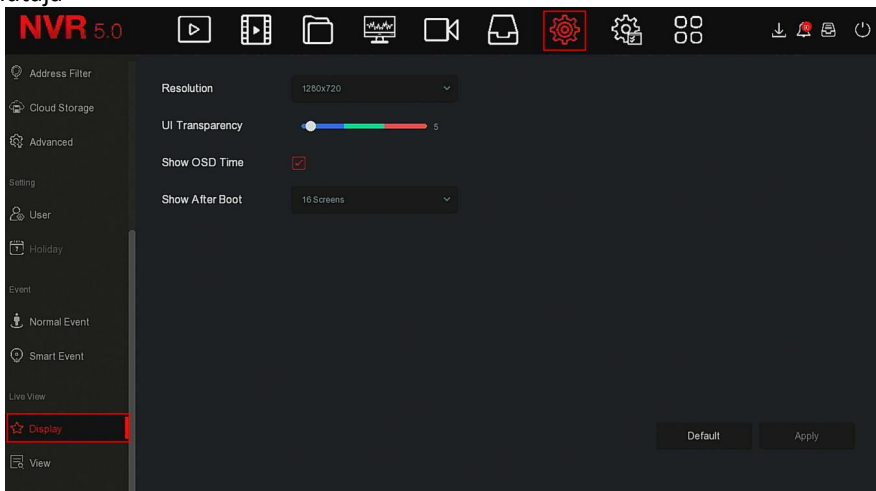 NVR 5.0
Address Filter
Cloud Storage
Advanced
Setting
User
Holiday
Event
Normal Event
Smart Event
Live View
Display
View
Resolution 1280x720
UI Transparency 5
Show OSD Time
Show After Boot 16 Screens
Default Apply